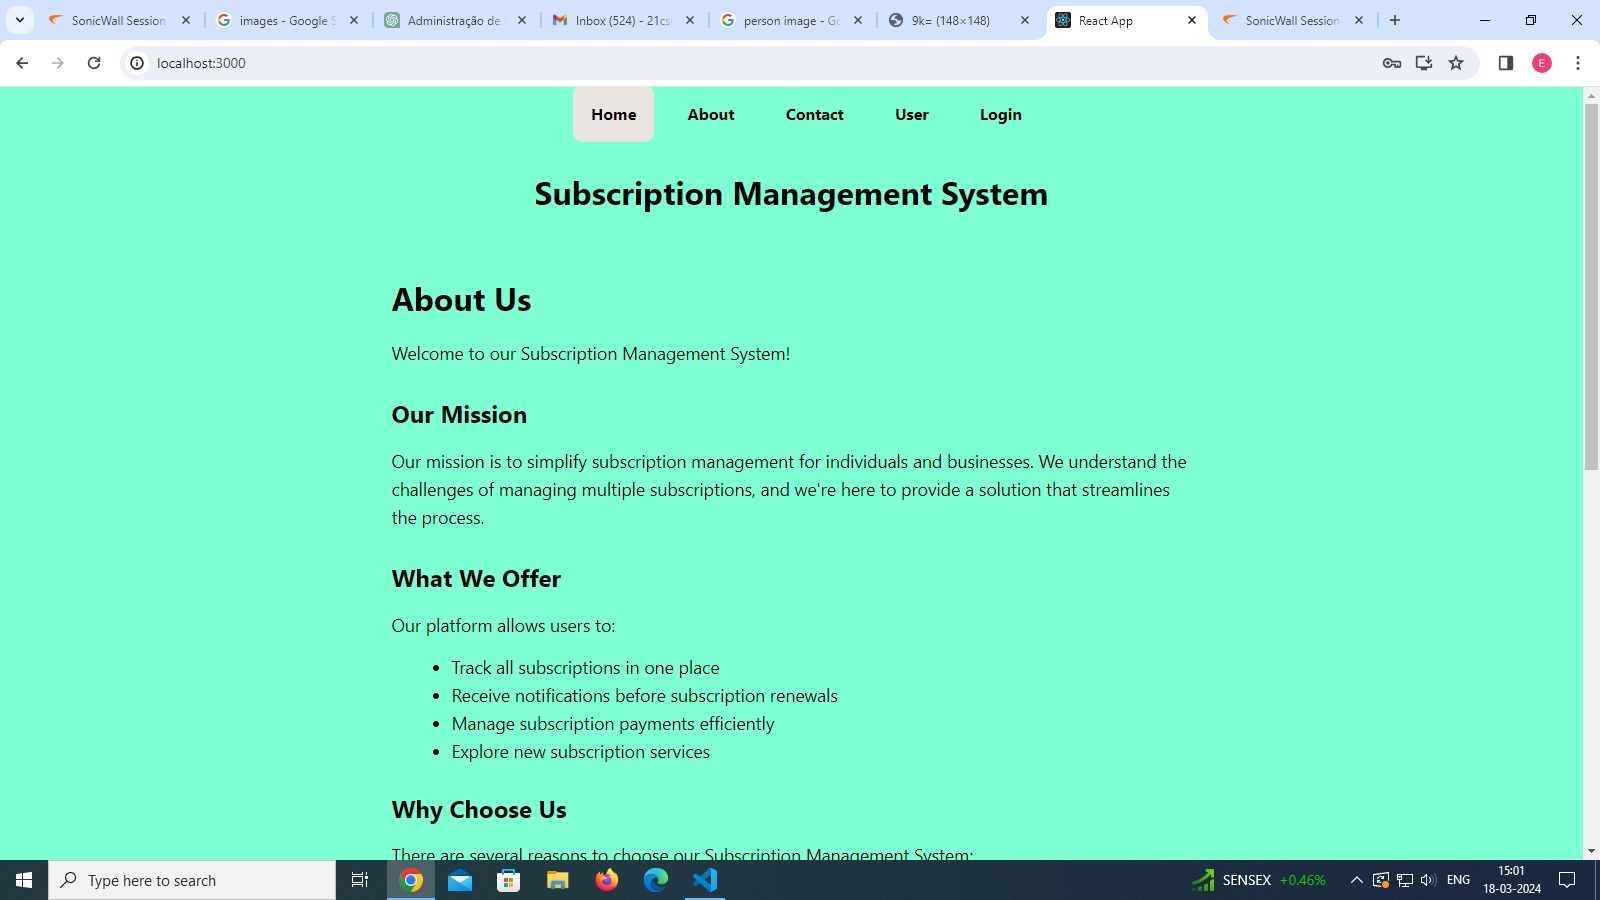 SonicWall Session
images - Google S
Administração de
Inbox (524) - 21cs
person image - Go
9k= (148×148)
React App
SonicWall Session
localhost:3000
E
Home About Contact User Login
Subscription Management System
About Us
Welcome to our Subscription Management System!
Our Mission
Our mission is to simplify subscription management for individuals and businesses. We understand the
challenges of managing multiple subscriptions, and we're here to provide a solution that streamlines
the process.
What We Offer
Our platform allows users to:
• Track all subscriptions in one place
• Receive notifications before subscription renewals
• Manage subscription payments efficiently
• Explore new subscription services
Why Choose Us
There are several reasons to choose our Subscription Management System:
Type here to search
SENSEX +0.46%
ENG
15:01
18-03-2024